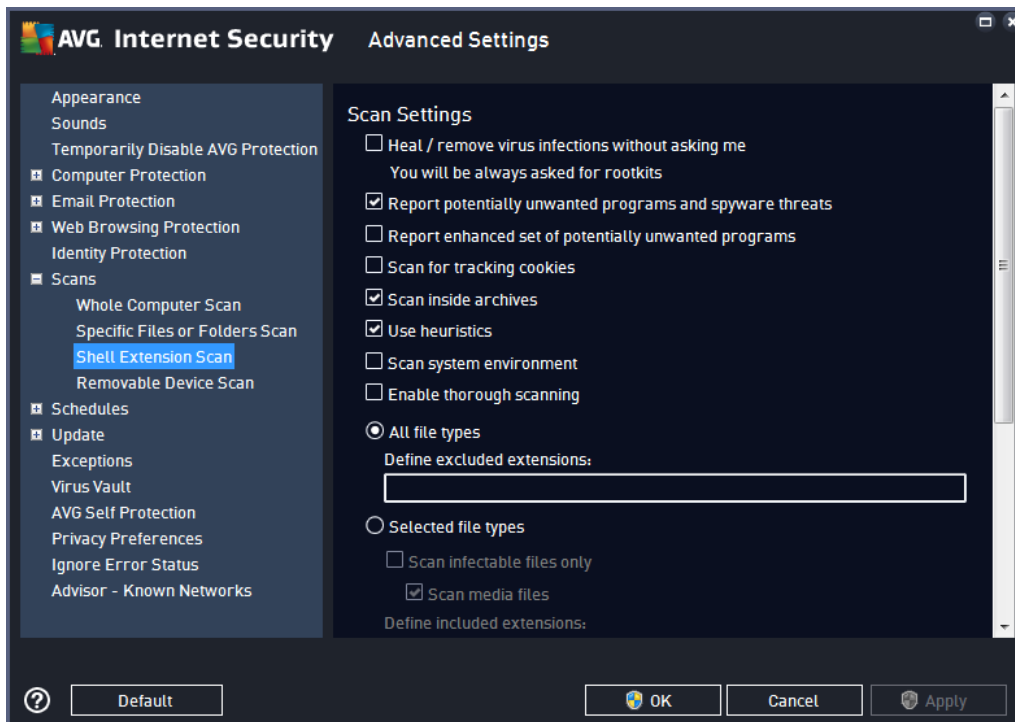 AVG Internet Security Advanced Settings
Appearance
Sounds
Temporarily Disable AVG Protection
Computer Protection
Email Protection
Web Browsing Protection
Identity Protection
Scans
Whole Computer Scan
Specific Files or Folders Scan
Shell Extension Scan
Removable Device Scan
Schedules
Update
Exceptions
Virus Vault
AVG Self Protection
Privacy Preferences
Ignore Error Status
Advisor - Known Networks
Scan Settings
Heal / remove virus infections without asking me
You will be always asked for rootkits
Report potentially unwanted programs and spyware threats
Report enhanced set of potentially unwanted programs
Scan for tracking cookies
Scan inside archives
Use heuristics
Scan system environment
Enable thorough scanning
All file types
Define excluded extensions:
Selected file types
Scan infectable files only
Scan media files
Define included extensions:
? Default OK Cancel Apply